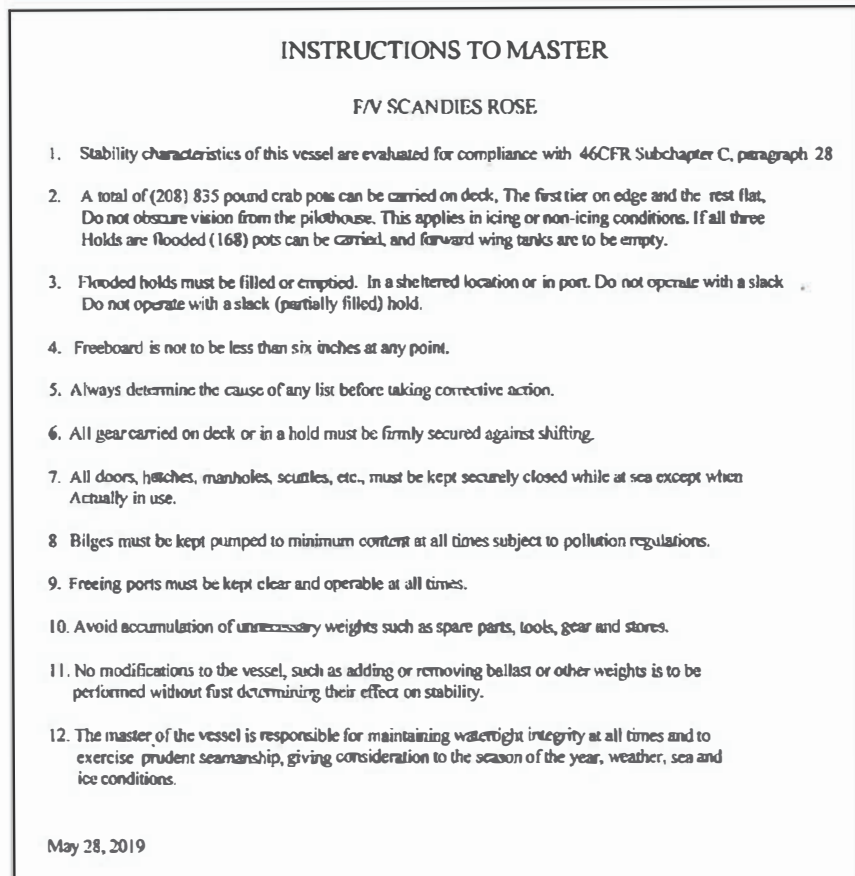 INSTRUCTIONS TO MASTER
F/V SCANDIES ROSE
1. Stability characteristics of this vessel are evaluated for compliance with 46CFR Subchapter C, paragraph 28
2. A total of (208) 835 pound crab pots can be carried on deck, The first tier on edge and the rest flat,
Do not obscure vision from the pilothouse. This applies in icing or non-icing conditions. If all three
Holds are flooded (168) pots can be carried, and forward wing tanks are to be empty.
3. Flooded holds must be filled or emptied. In a sheltered location or in port. Do not operate with a slack
Do not operate with a slack (partially filled) hold.
4. Freeboard is not to be less than six inches at any point.
5. Always determine the cause of any list before taking corrective action.
6. All gear carried on deck or in a hold must be firmly secured against shifting.
7. All doors, hatches, manholes, scuttles, etc., must be kept securely closed while at sea except when
Actually in use.
8 Bilges must be kept pumped to minimum content at all times subject to pollution regulations.
9. Freeing ports must be kept clear and operable at all times.
10. Avoid accumulation of unnecessary weights such as spare parts, tools, gear and stores.
11. No modifications to the vessel, such as adding or removing ballast or other weights is to be
performed without first determining their effect on stability.
12. The master of the vessel is responsible for maintaining watertight integrity at all times and to
exercise prudent seamanship, giving consideration to the season of the year, weather, sea and
ice conditions.
May 28, 2019